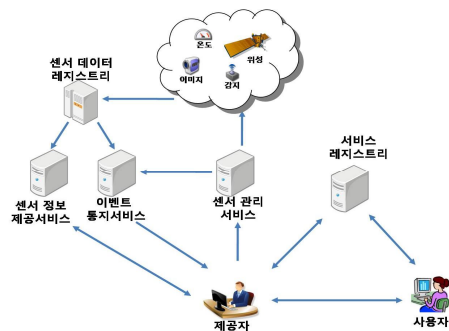 온도
위성
이미지
감지
센서 데이터
레지스트리
서비스
레지스트리
센서 정보
제공서비스
이벤트
통지서비스
센서 관리
서비스
제공자
사용자